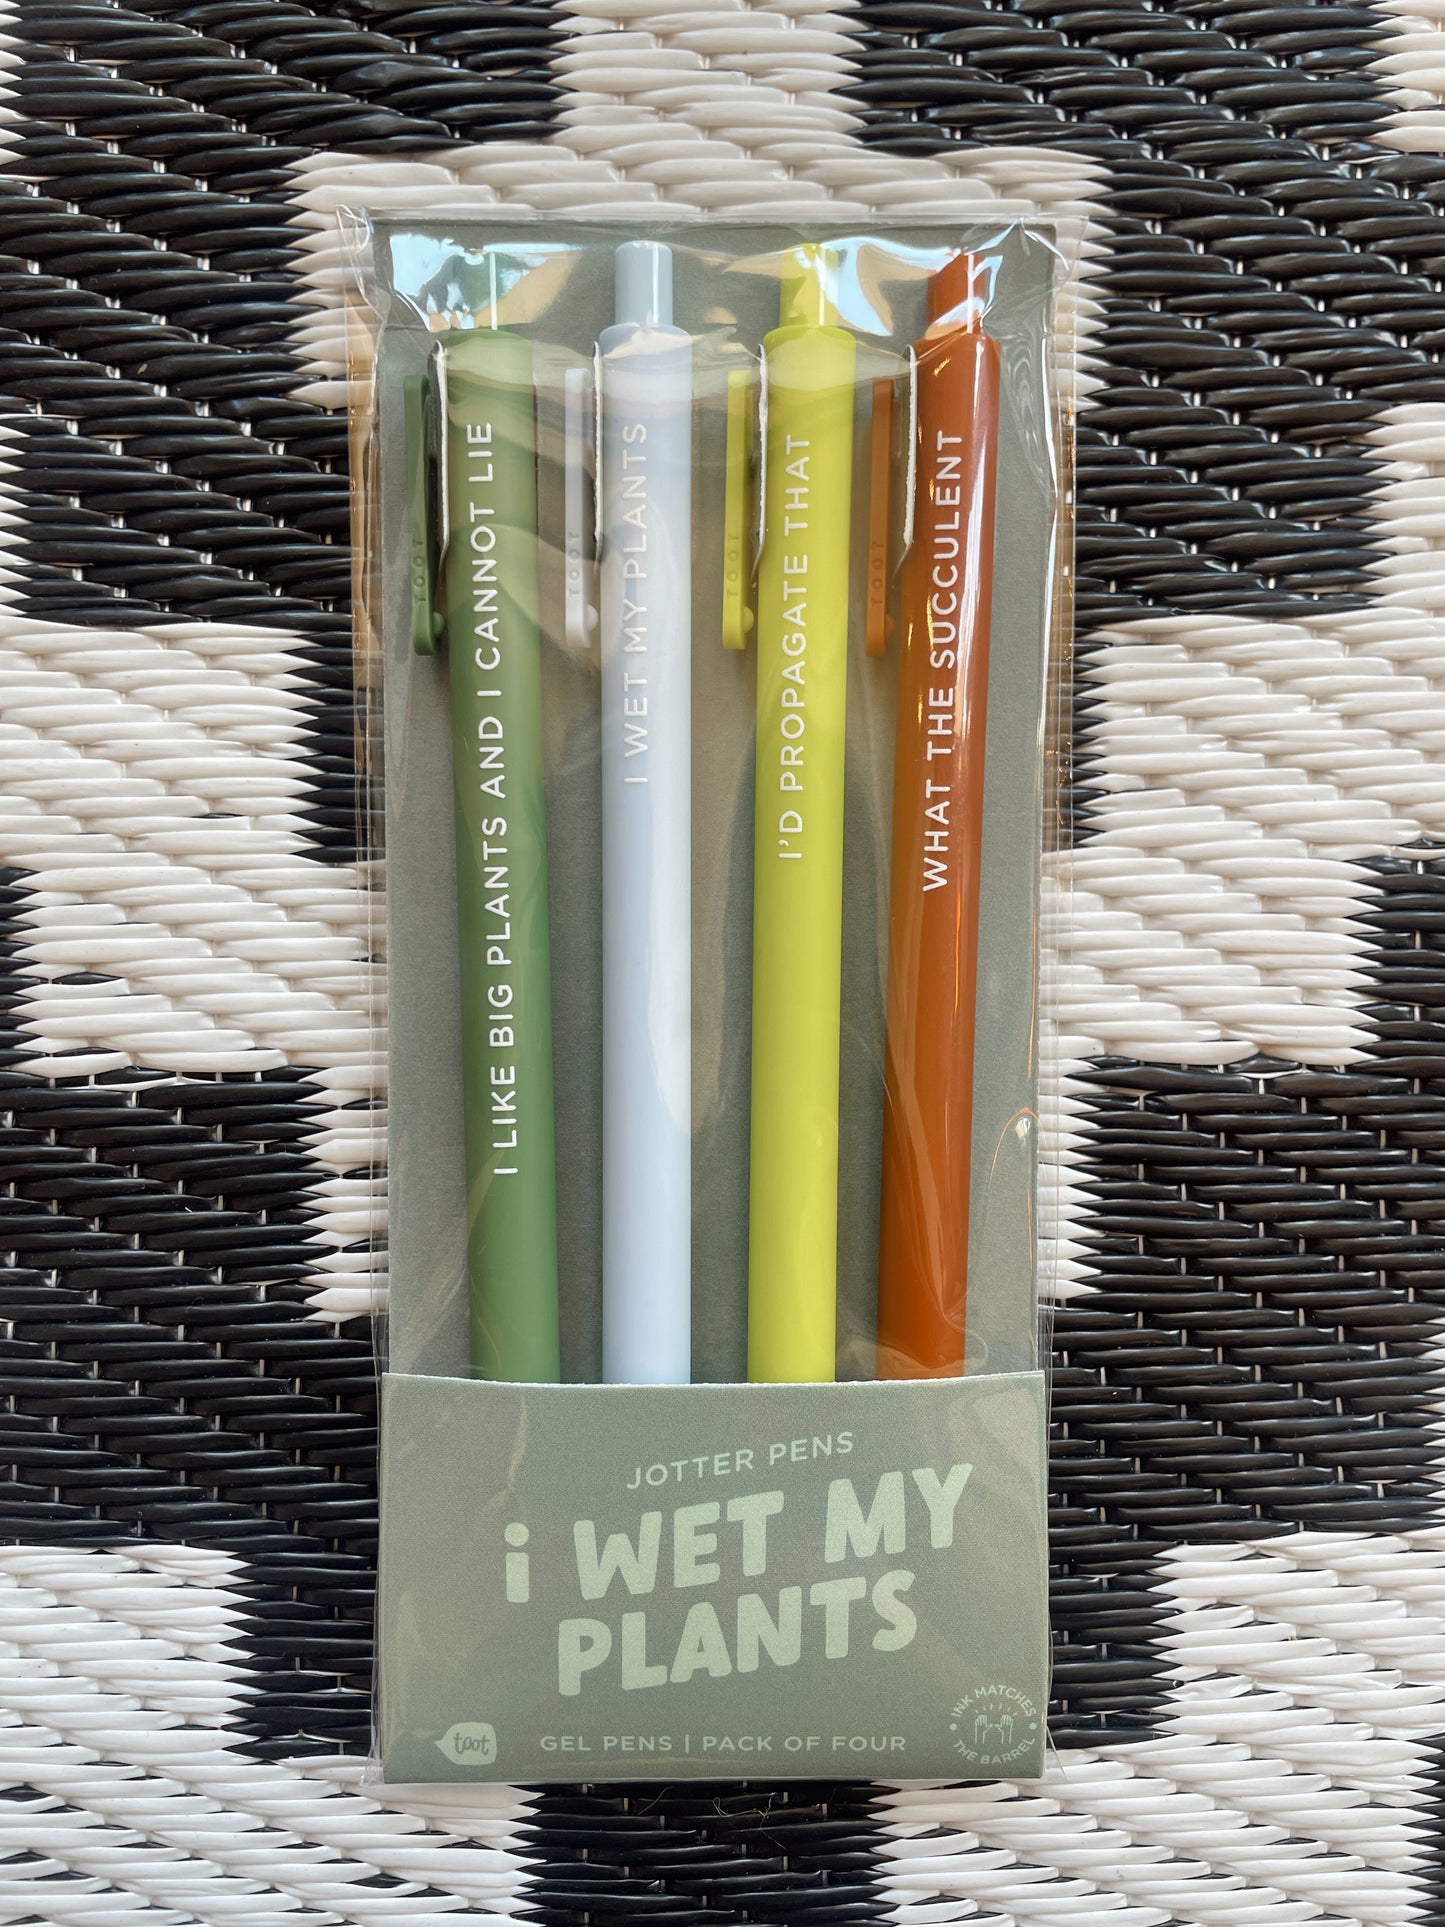 I LIKE BIG PLANTS AND I CANNOT LIE
TOOT
I WET MY PLANTS
TOOT
I'D PROPAGATE THAT
TOOT
WHAT THE SUCCULENT
TOOT
JOTTER PENS
i WET MY
PLANTS
toot
GEL PENS | PACK OF FOUR
INK MATCHES
THE BARREL